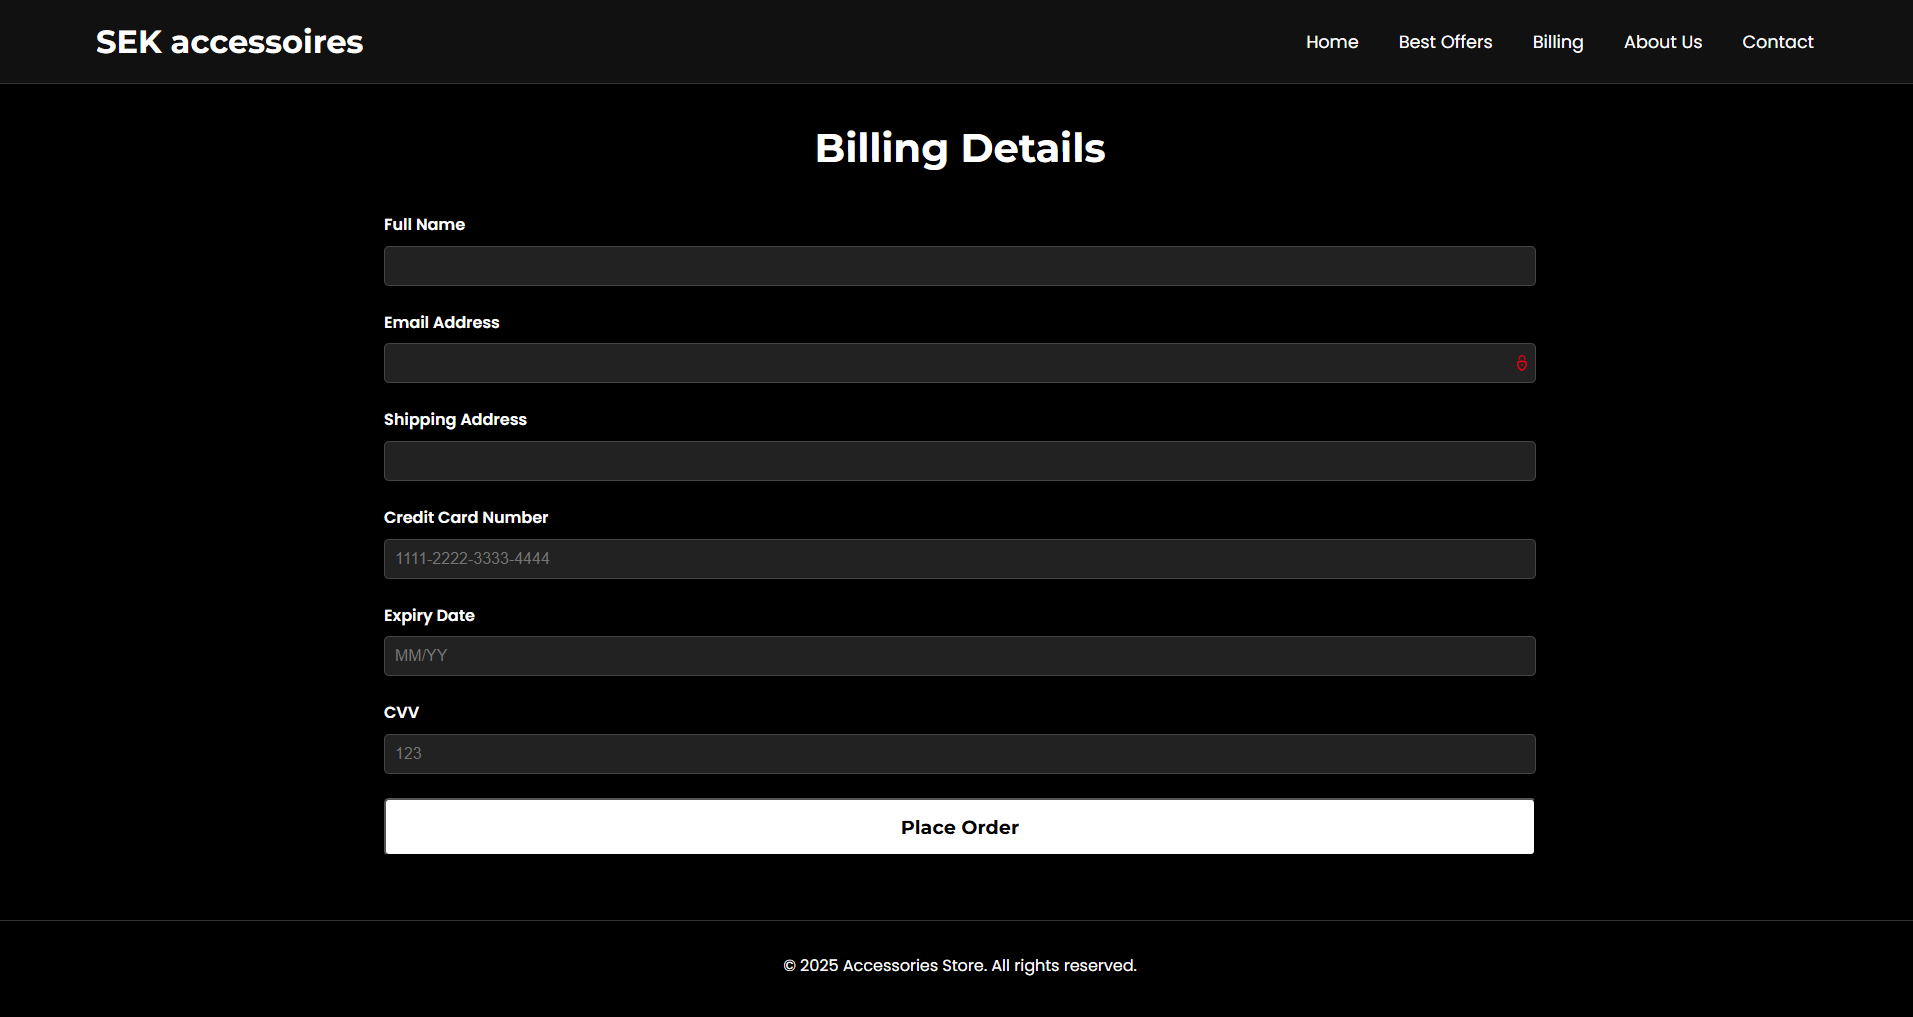 SEK accessoires
Home Best Offers Billing About Us Contact
Billing Details
Full Name
Email Address
Shipping Address
Credit Card Number
1111-2222-3333-4444
Expiry Date
MM/YY
CVV
123
Place Order
© 2025 Accessories Store. All rights reserved.